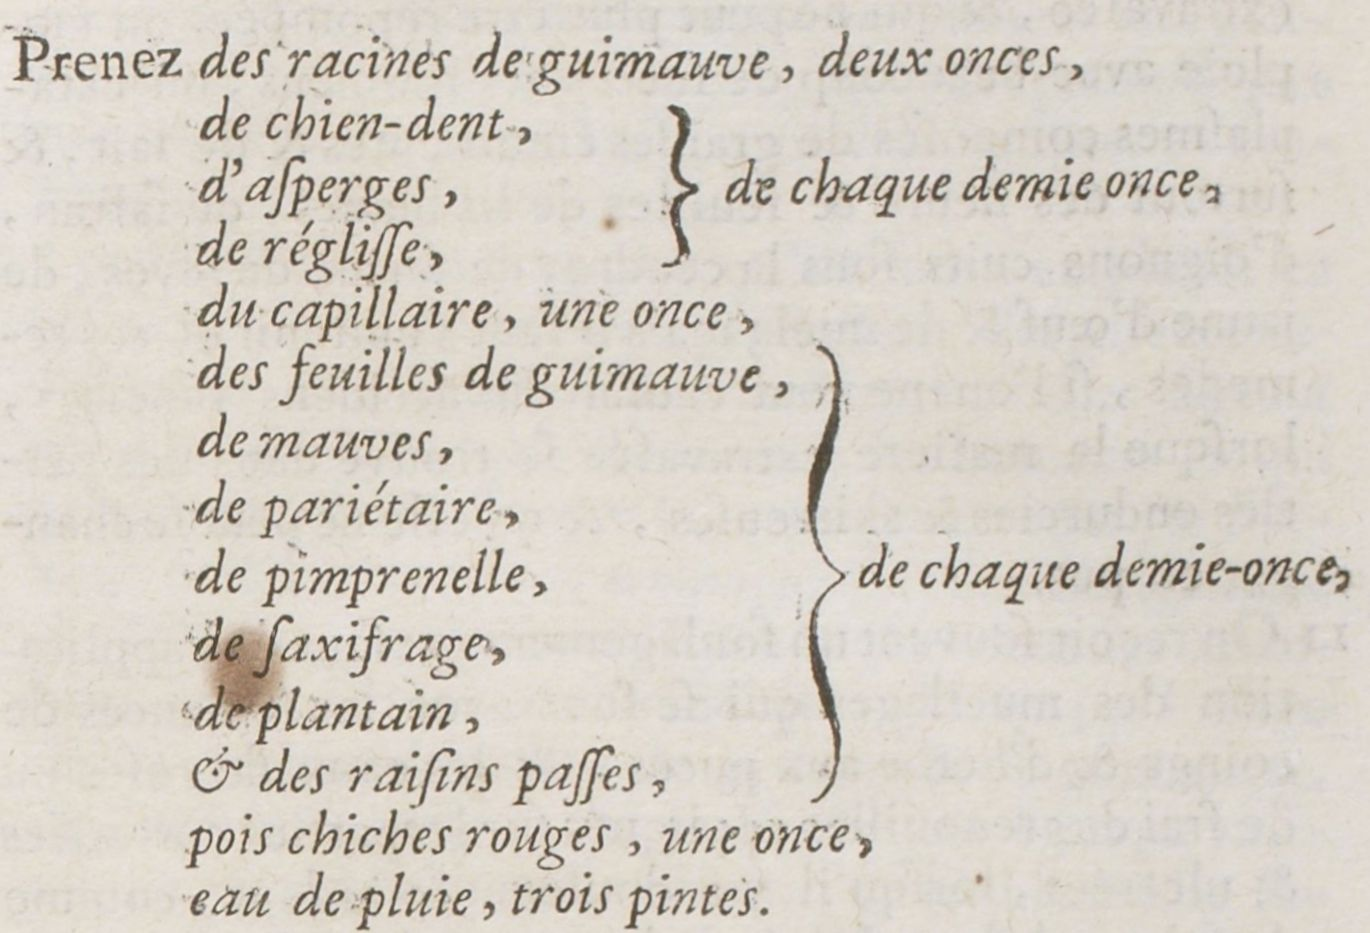 Prenez des racines de guimauve, deux onces,
de chien-dent,
d'aſperges,
de régliſſe,
de chaque demie once,
du capillaire, une once,
des feuilles de guimauve,
de mauves,
de pariétaire,
de pimprenelle,
de ſaxifrage,
de plantain,
& des raiſins paſſes,
de chaque demie-once,
pois chiches rouges, une once,
eau de pluie, trois pintes.